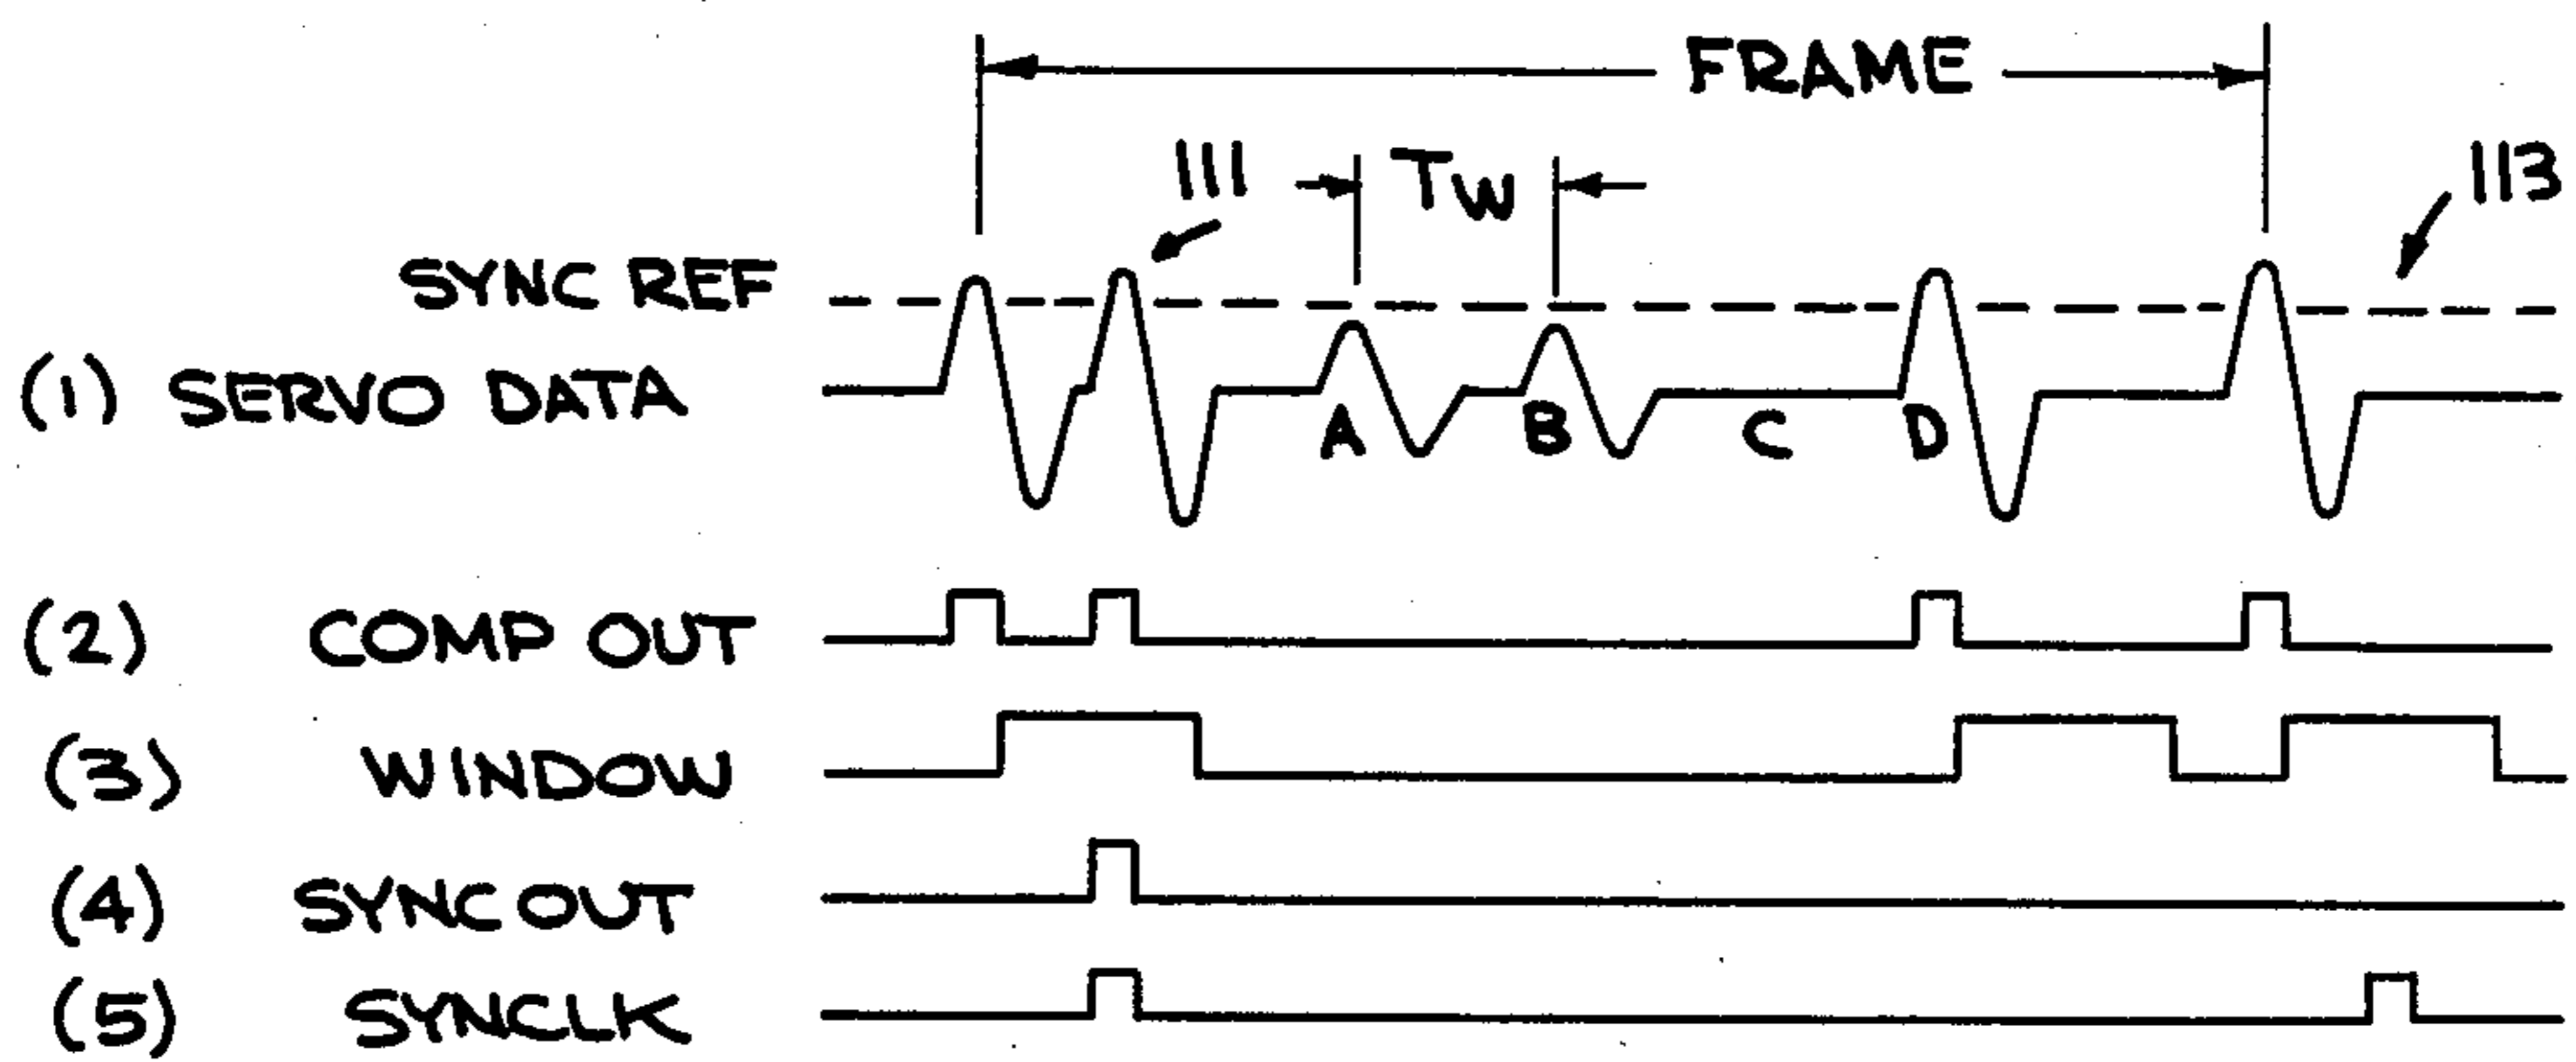 FRAME
111
TW
113
SYNC REF
(1) SERVO DATA
A B C D
(2) COMP OUT
(3) WINDOW
(4) SYNC OUT
(5) SYNCLK